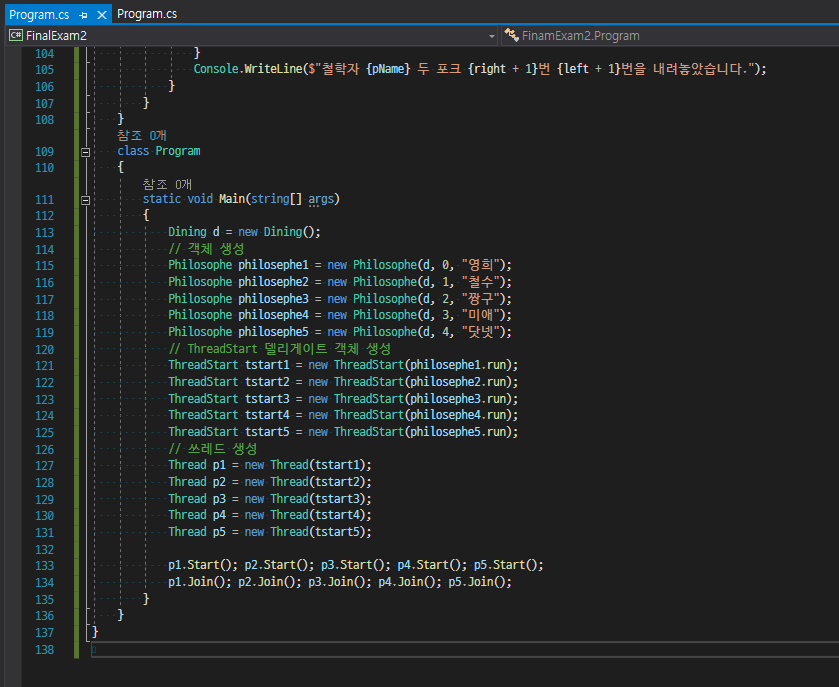 Program.cs Program.cs
C# FinalExam2 FinamExam2.Program
104 }
105 Console.WriteLine($"철학자 {pName} 두 포크 {right + 1}번 {left + 1}번을 내려놓았습니다.");
106 }
107 }
108 }
참조 0개
109 class Program
110 {
참조 0개
111 static void Main(string[] args)
112 {
113 Dining d = new Dining();
114 // 객체 생성
115 Philosophe philosephe1 = new Philosophe(d, 0, "영희");
116 Philosophe philosephe2 = new Philosophe(d, 1, "철수");
117 Philosophe philosephe3 = new Philosophe(d, 2, "짱구");
118 Philosophe philosephe4 = new Philosophe(d, 3, "미애");
119 Philosophe philosephe5 = new Philosophe(d, 4, "닷넷");
120 // ThreadStart 델리게이트 객체 생성
121 ThreadStart tstart1 = new ThreadStart(philosephe1.run);
122 ThreadStart tstart2 = new ThreadStart(philosephe2.run);
123 ThreadStart tstart3 = new ThreadStart(philosephe3.run);
124 ThreadStart tstart4 = new ThreadStart(philosephe4.run);
125 ThreadStart tstart5 = new ThreadStart(philosephe5.run);
126 // 쓰레드 생성
127 Thread p1 = new Thread(tstart1);
128 Thread p2 = new Thread(tstart2);
129 Thread p3 = new Thread(tstart3);
130 Thread p4 = new Thread(tstart4);
131 Thread p5 = new Thread(tstart5);
132
133 p1.Start(); p2.Start(); p3.Start(); p4.Start(); p5.Start();
134 p1.Join(); p2.Join(); p3.Join(); p4.Join(); p5.Join();
135 }
136 }
137 }
138